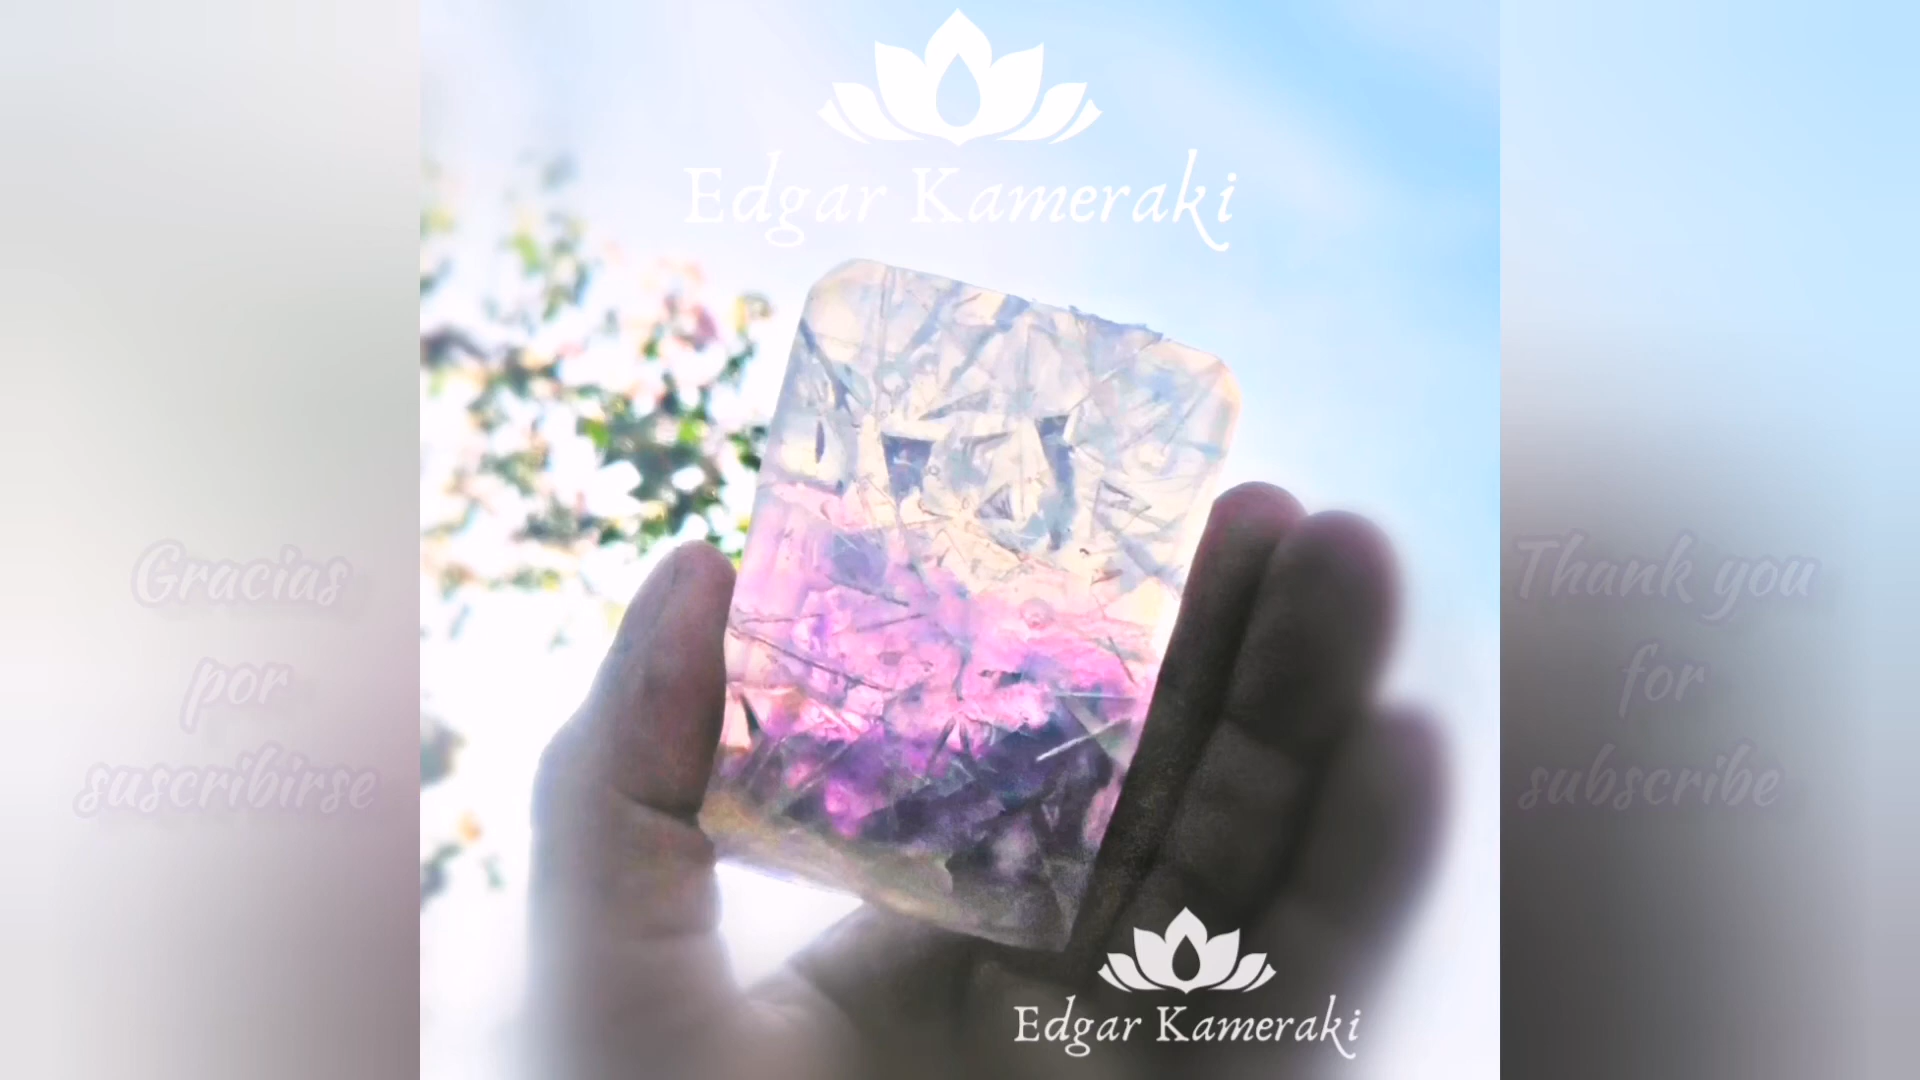 Edgar Kameraki
Gracias
por
suscribirse
Thank you
for
subscribe
Edgar Kameraki